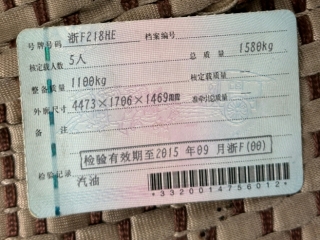 号牌号码 浙F218HE 档案编号
核定载人数 5人 总质量 1580kg
整备质量 1100kg 核定载质量 --
外廓尺寸 4473×1706×1469mm 准牵引总质量 --
备注
检验有效期至2015年09月浙F(00)
检验记录 汽油
*3320014756012*